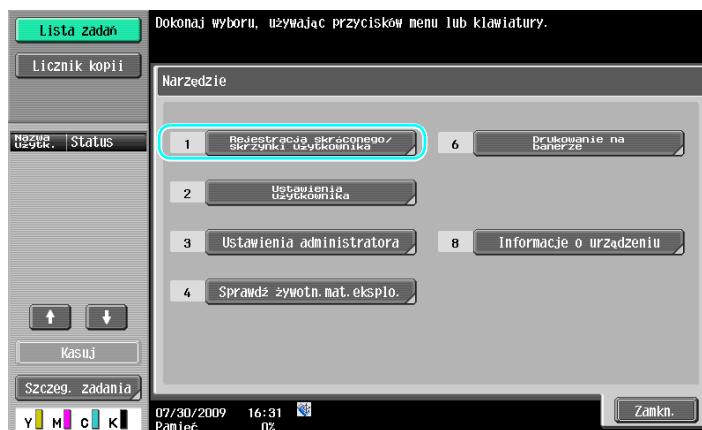 Lista zadań
Licznik kopii
Nazwa użytk.
Status
Kasuj
Szczeg. zadania
Y M C K
Dokonaj wyboru, używając przycisków menu lub klawiatury.
Narzędzie
1 Rejestracja skróconego/
skrzynki użytkownika
6 Drukowanie na
banerze
2 Ustawienia
użytkownika
3 Ustawienia administratora
8 Informacje o urządzeniu
4 Sprawdź żywotn.mat.eksplo.
07/30/2009 16:31
Pamięć 0%
Zamkn.